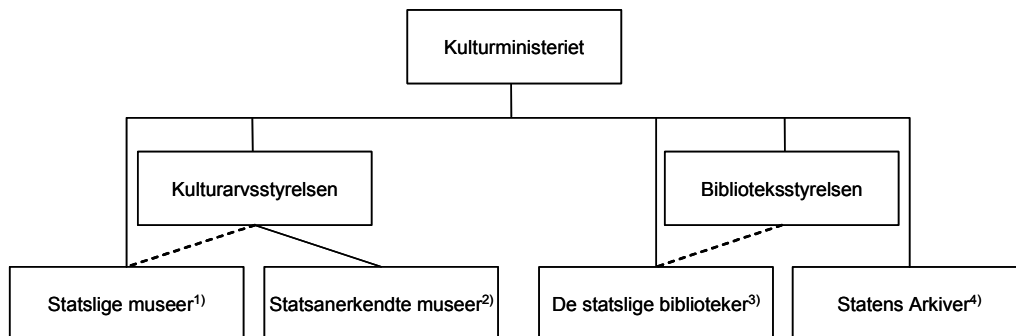 Kulturministeriet
Kulturarvsstyrelsen
Biblioteksstyrelsen
Statslige museer1)
Statsanerkendte museer2)
De statslige biblioteker3)
Statens Arkiver4)